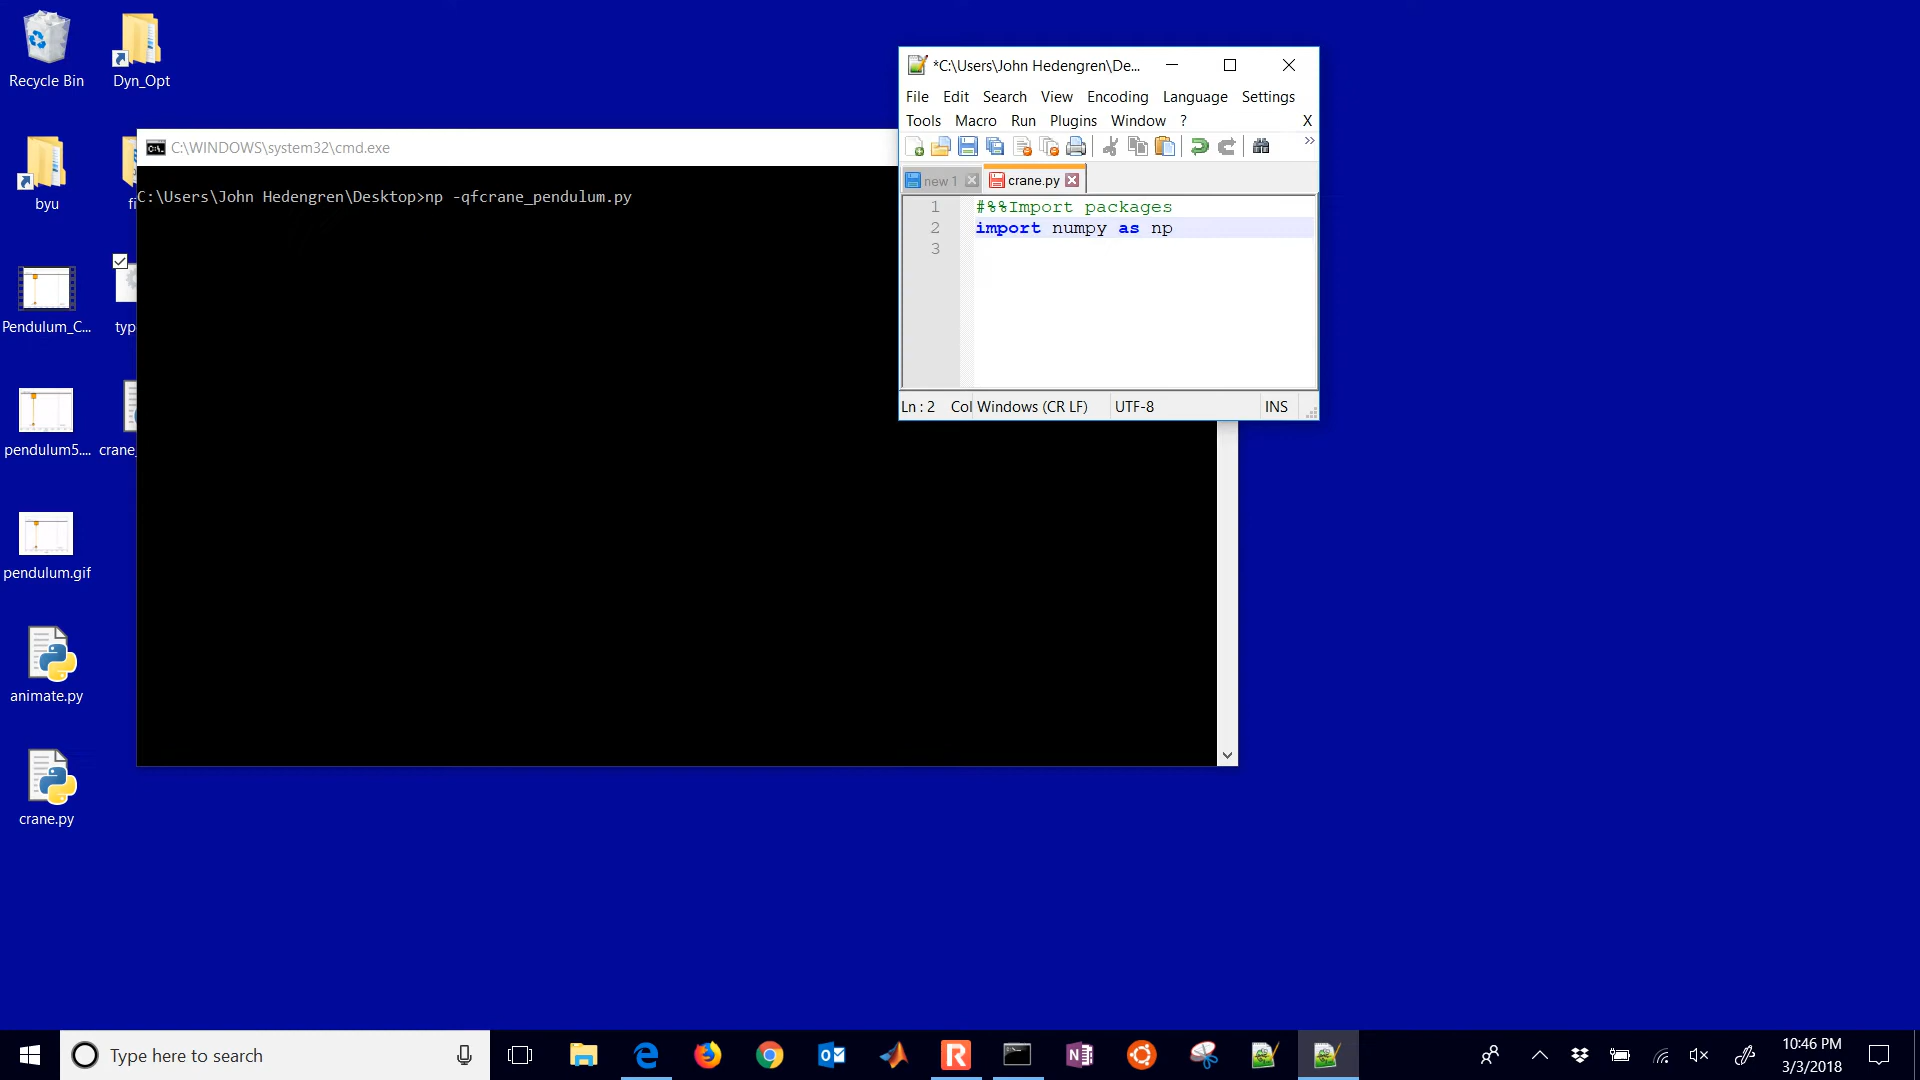 Recycle Bin
Dyn_Opt
byu
fi
Pendulum_C...
typ
pendulum5....
crane_
pendulum.gif
animate.py
crane.py
C:\WINDOWS\system32\cmd.exe
C:\Users\John Hedengren\Desktop>np -qfcrane_pendulum.py
*C:\Users\John Hedengren\De...
File Edit Search View Encoding Language Settings
Tools Macro Run Plugins Window ? X
new 1 crane.py
1 #%%Import packages
2 import numpy as np
3
Ln : 2 Col Windows (CR LF) UTF-8 INS
Type here to search
10:46 PM
3/3/2018